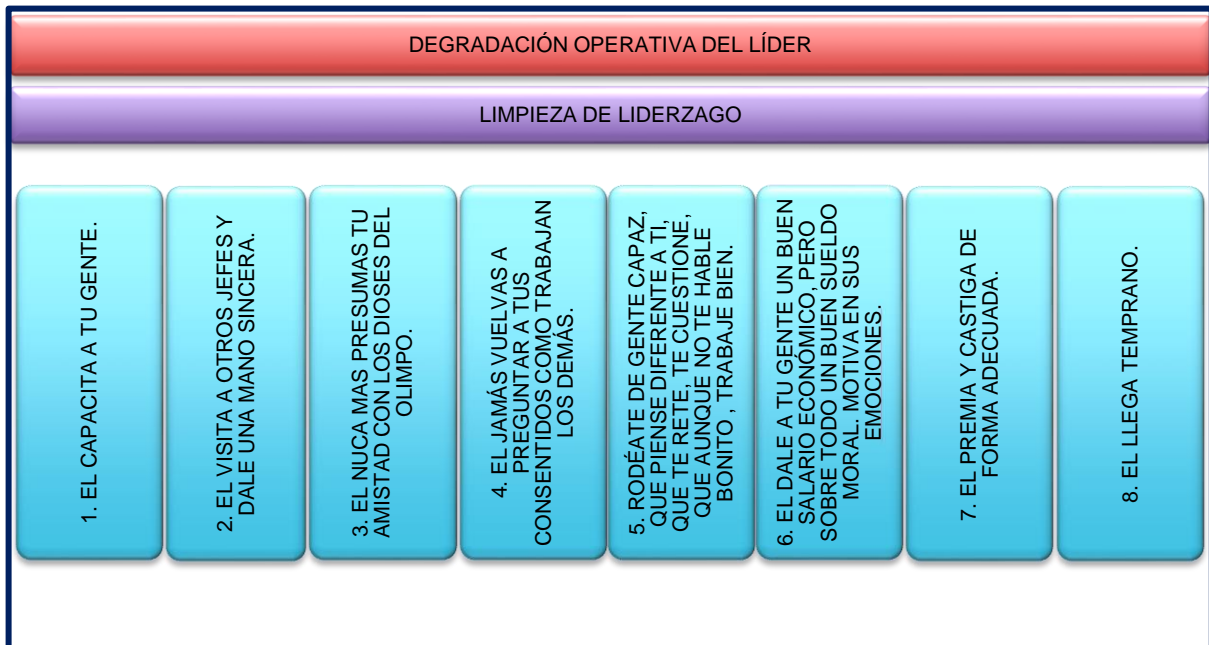 DEGRADACIÓN OPERATIVA DEL LÍDER
LIMPIEZA DE LIDERZAGO
1. EL CAPACITA A TU GENTE.
2. EL VISITA A OTROS JEFES Y
DALE UNA MANO SINCERA.
3. EL NUCA MAS PRESUMAS TU
AMISTAD CON LOS DIOSES DEL
OLIMPO.
4. EL JAMÁS VUELVAS A
PREGUNTAR A TUS
CONSENTIDOS COMO TRABAJAN
LOS DEMÁS.
5. RODÉATE DE GENTE CAPAZ,
QUE PIENSE DIFERENTE A TI,
QUE TE RETE, TE CUESTIONE,
QUE AUNQUE NO TE HABLE
BONITO , TRABAJE BIEN.
6. EL DALE A TU GENTE UN BUEN
SALARIO ECONÓMICO, PERO
SOBRE TODO UN BUEN SUELDO
MORAL. MOTIVA EN SUS
EMOCIONES.
7. EL PREMIA Y CASTIGA DE
FORMA ADECUADA.
8. EL LLEGA TEMPRANO.